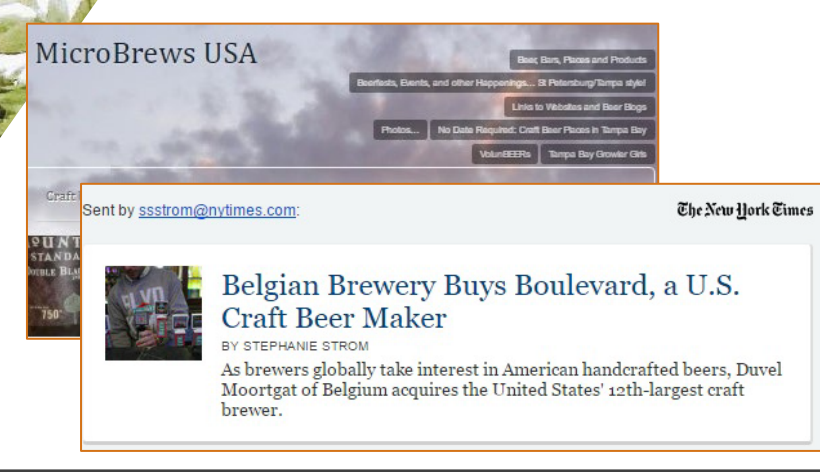 MicroBrews USA
Beer, Bars, Places and Products
Beerfests, Events, and other Happenings... St Petersburg/Tampa style!
Links to Websites and Beer Blogs
Photos... No Date Required: Craft Beer Places in Tampa Bay
VolunBEERs Tampa Bay Growler Girls
Craft
Sent by ssstrom@nytimes.com:
The New York Times
STANDA
750
BLVD
Belgian Brewery Buys Boulevard, a U.S.
Craft Beer Maker
BY STEPHANIE STROM
As brewers globally take interest in American handcrafted beers, Duvel
Moortgat of Belgium acquires the United States' 12th-largest craft
brewer.